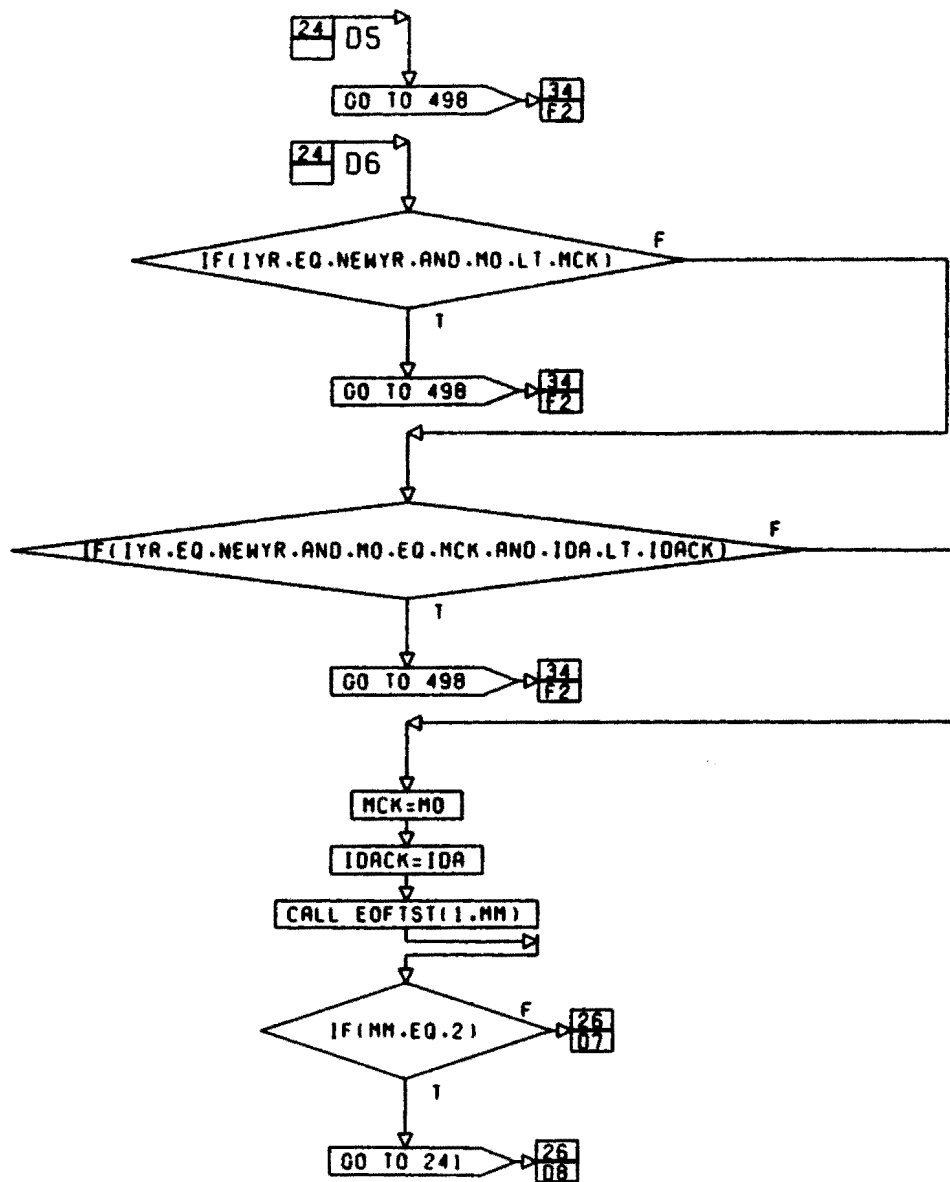 24 D5
GO TO 498 34
F2
24 D6
IF(IYR.EQ.NEWYR.AND.MO.LT.MCK) F
T
GO TO 498 34
F2
IF(IYR.EQ.NEWYR.AND.MO.EQ.MCK.AND.IDA.LT.IDACK) F
T
GO TO 498 34
F2
MCK=MO
IDACK=IDA
CALL EOFTST(1.MM)
IF(MM.EQ.2) F 26
D7
T
GO TO 241 26
D8